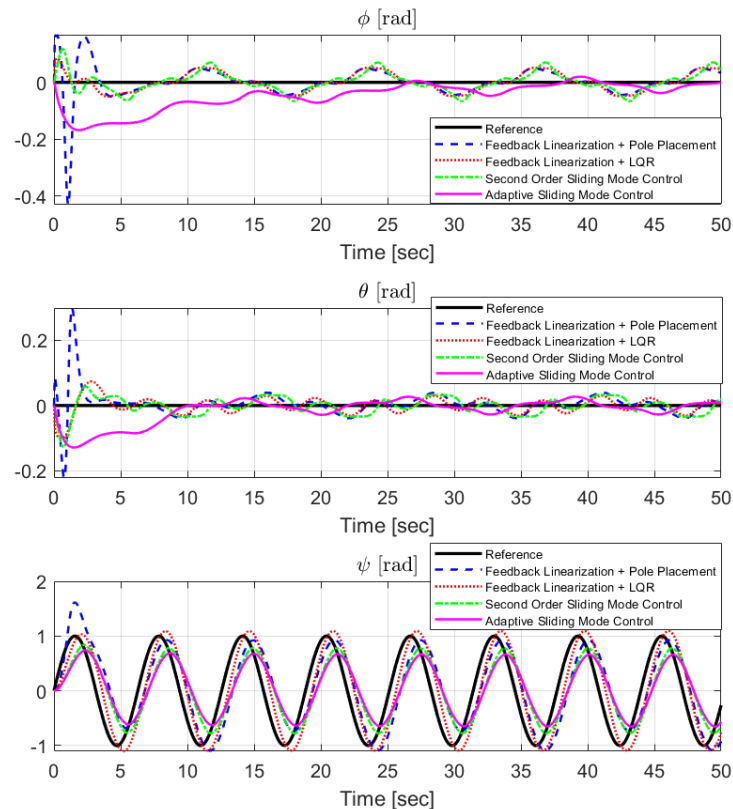 ϕ [rad]
0
-0.2
-0.4
Reference
Feedback Linearization + Pole Placement
Feedback Linearization + LQR
Second Order Sliding Mode Control
Adaptive Sliding Mode Control
0 5 10 15 20 25 30 35 40 45 50
Time [sec]
θ [rad]
0.2
0
-0.2
Reference
Feedback Linearization + Pole Placement
Feedback Linearization + LQR
Second Order Sliding Mode Control
Adaptive Sliding Mode Control
0 5 10 15 20 25 30 35 40 45 50
Time [sec]
ψ [rad]
2
1
0
-1
Reference
Feedback Linearization + Pole Placement
Feedback Linearization + LQR
Second Order Sliding Mode Control
Adaptive Sliding Mode Control
0 5 10 15 20 25 30 35 40 45 50
Time [sec]